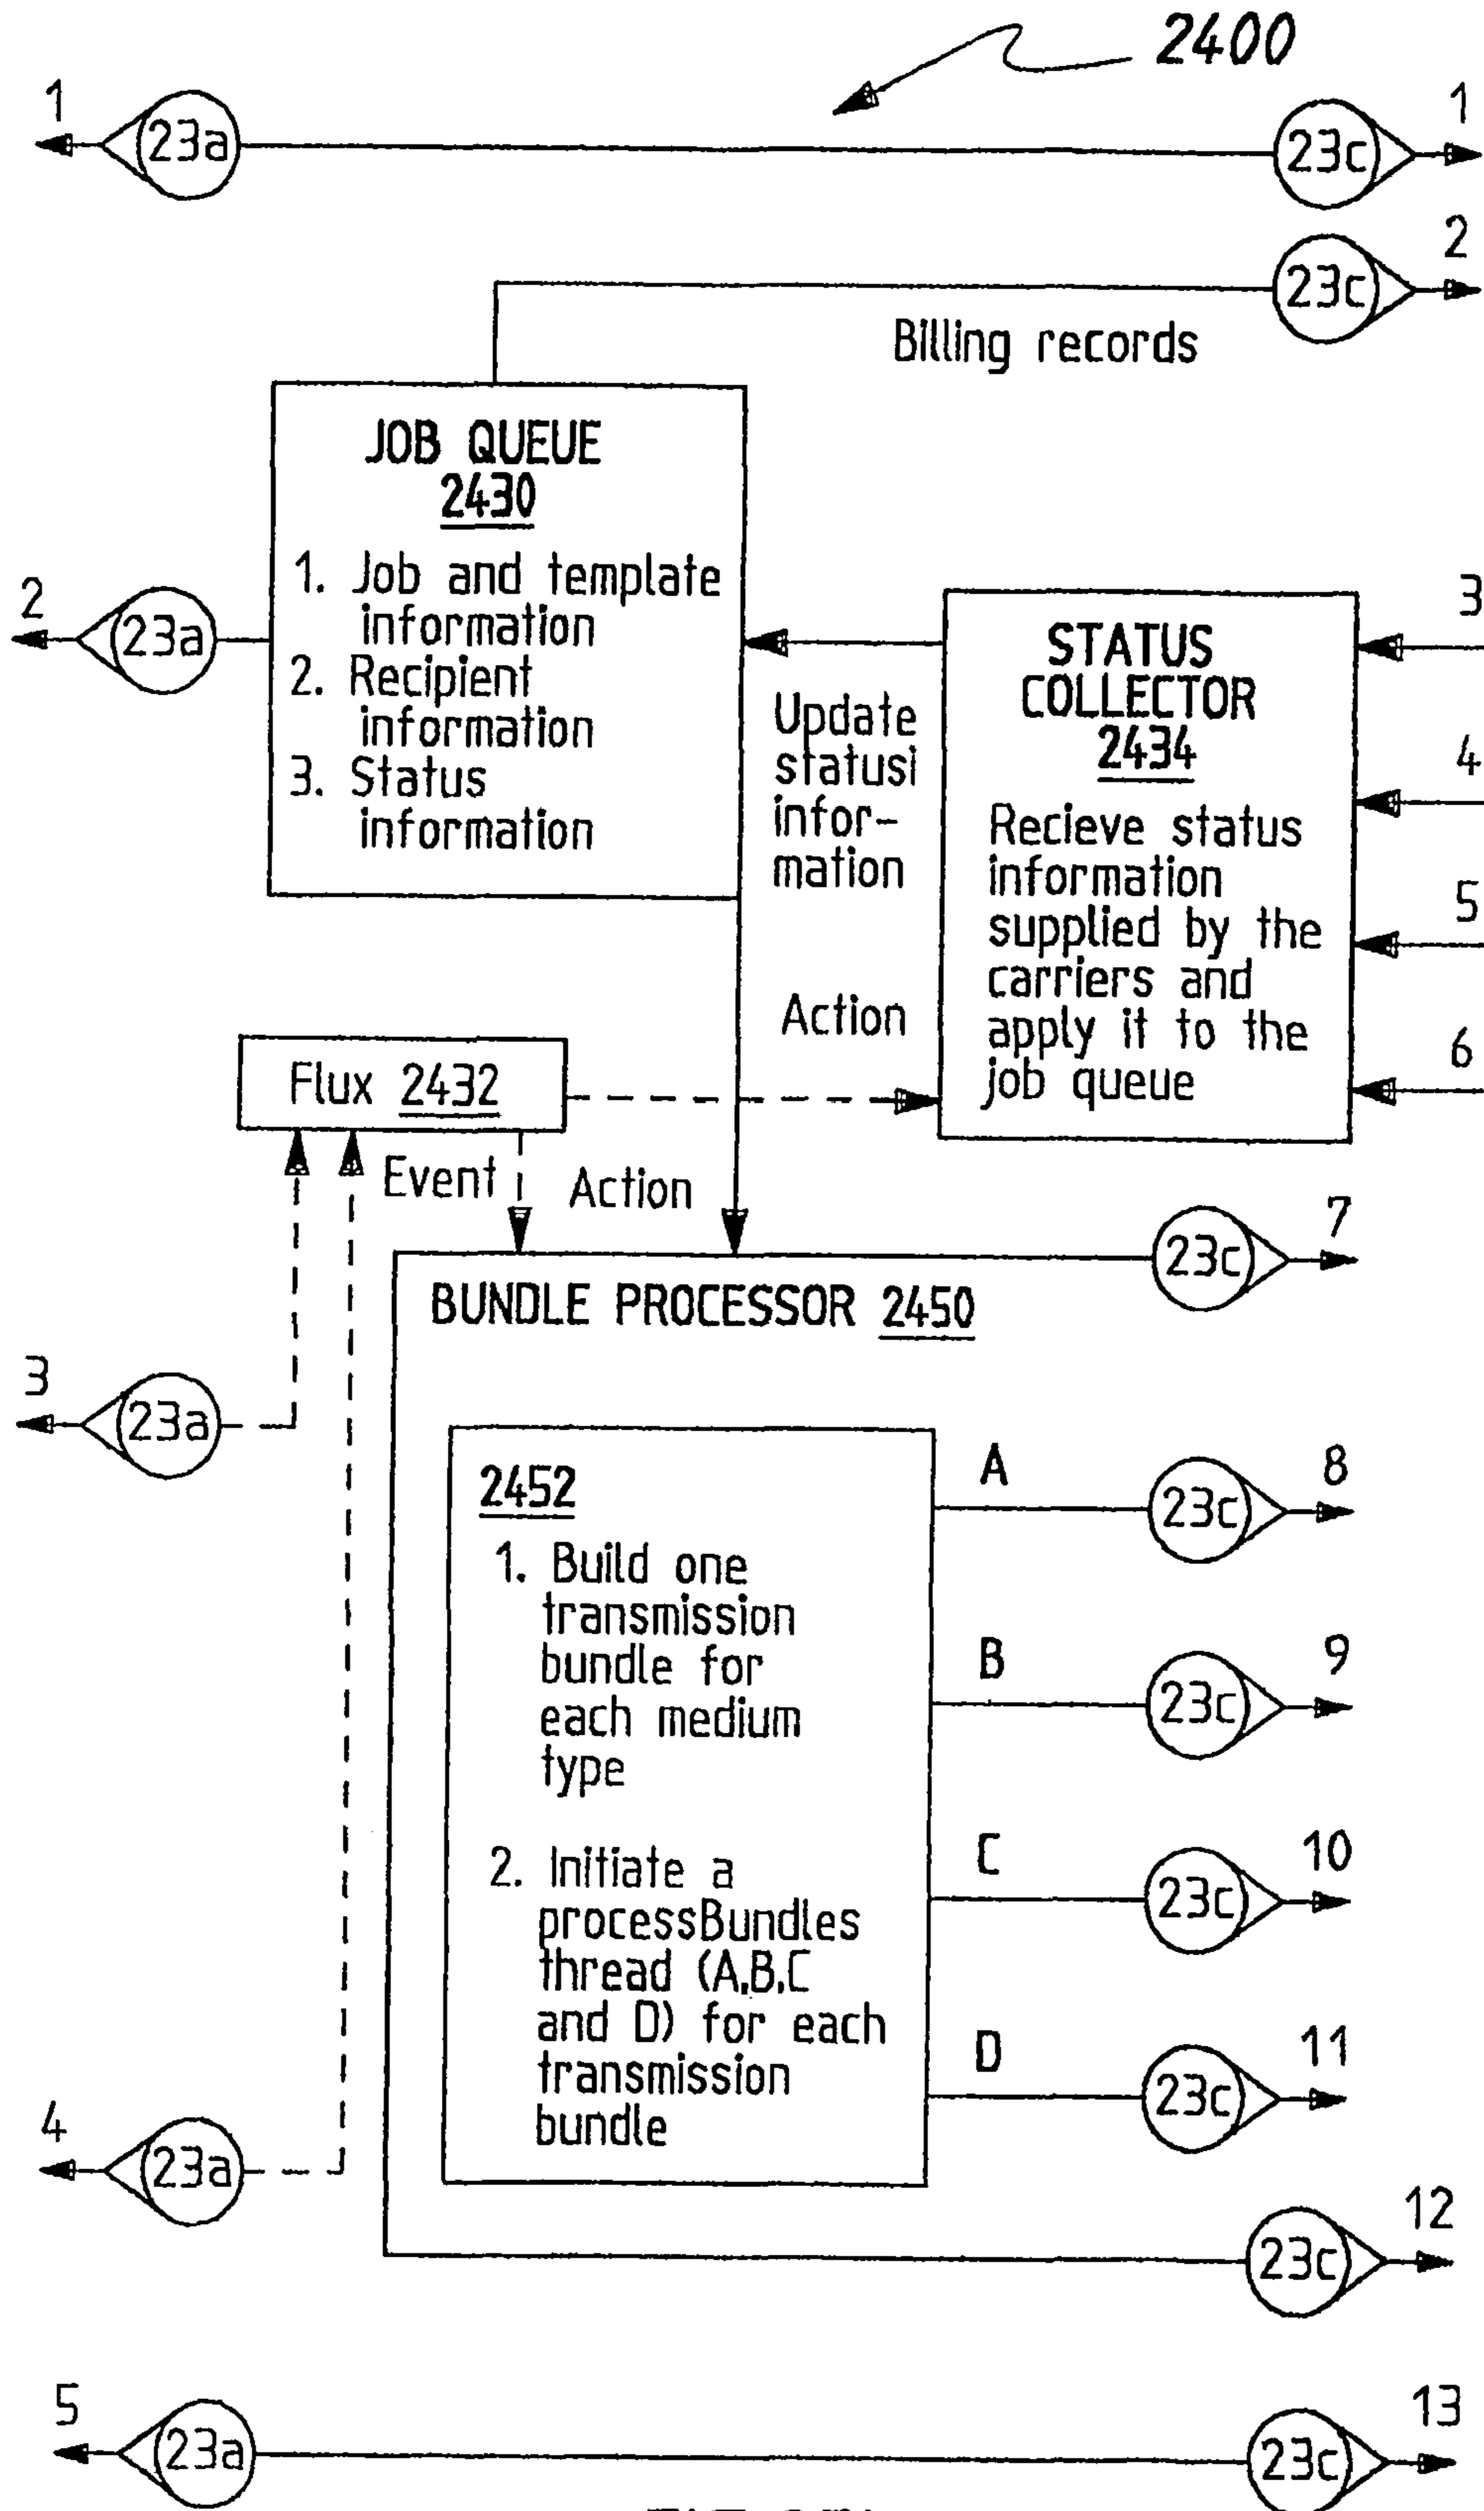 2400
1
23a
23c
1
23c
2
Billing records
JOB QUEUE
2430
1. Job and template
information
2. Recipient
information
3. Status
information
2
23a
Update
statusi
infor-
mation
STATUS
COLLECTOR
2434
Recieve status
information
supplied by the
carriers and
apply it to the
job queue
3
4
5
6
Action
Flux 2432
Event
Action
23c
7
BUNDLE PROCESSOR 2450
3
23a
2452
1. Build one
transmission
bundle for
each medium
type
2. Initiate a
processBundles
thread (A,B,C
and D) for each
transmission
bundle
A
23c
8
B
23c
9
C
23c
10
D
23c
11
4
23a
23c
12
5
23a
23c
13